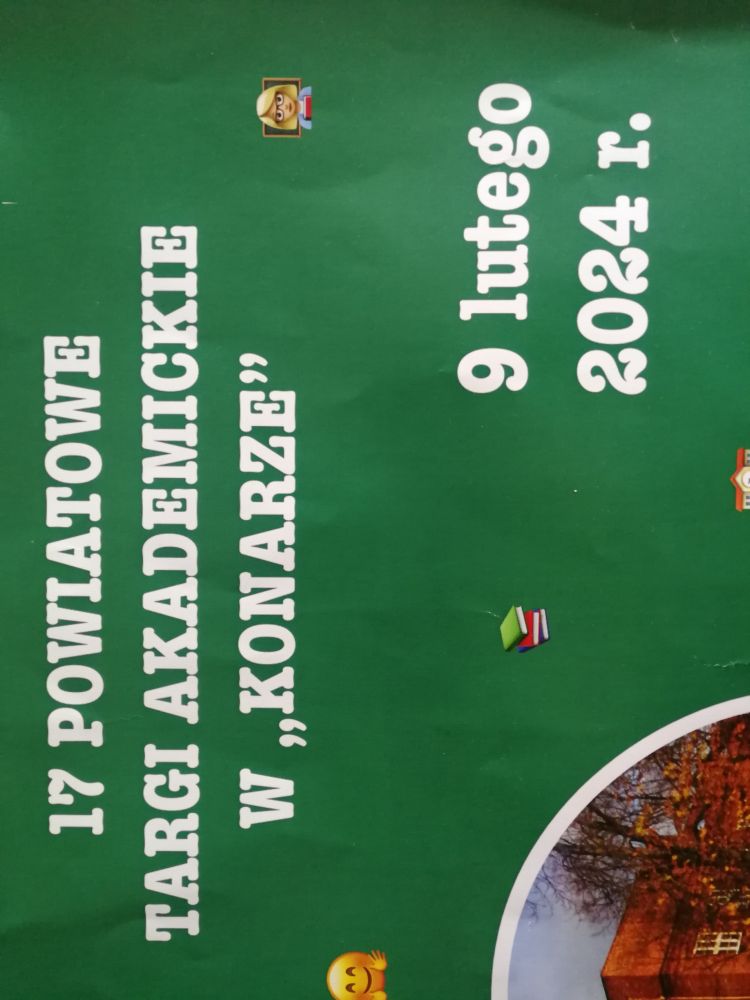 17 POWIATOWE
TARGI AKADEMICKIE
W „KONARZE”
9 lutego
2024 r.